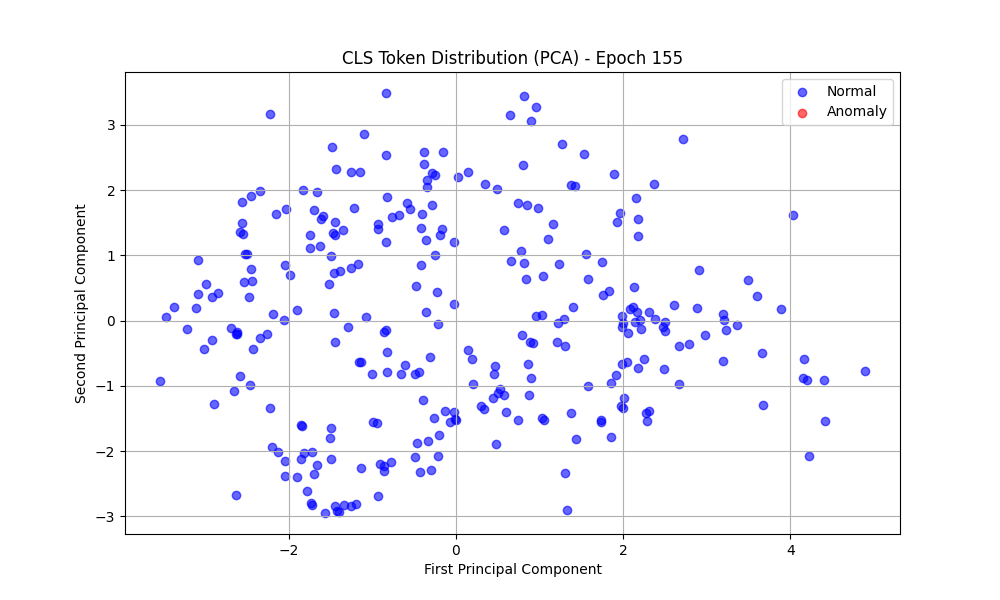 CLS Token Distribution (PCA) - Epoch 155
Normal
Anomaly
3
2
1
0
−1
−2
−3
Second Principal Component
−2
0
2
4
First Principal Component